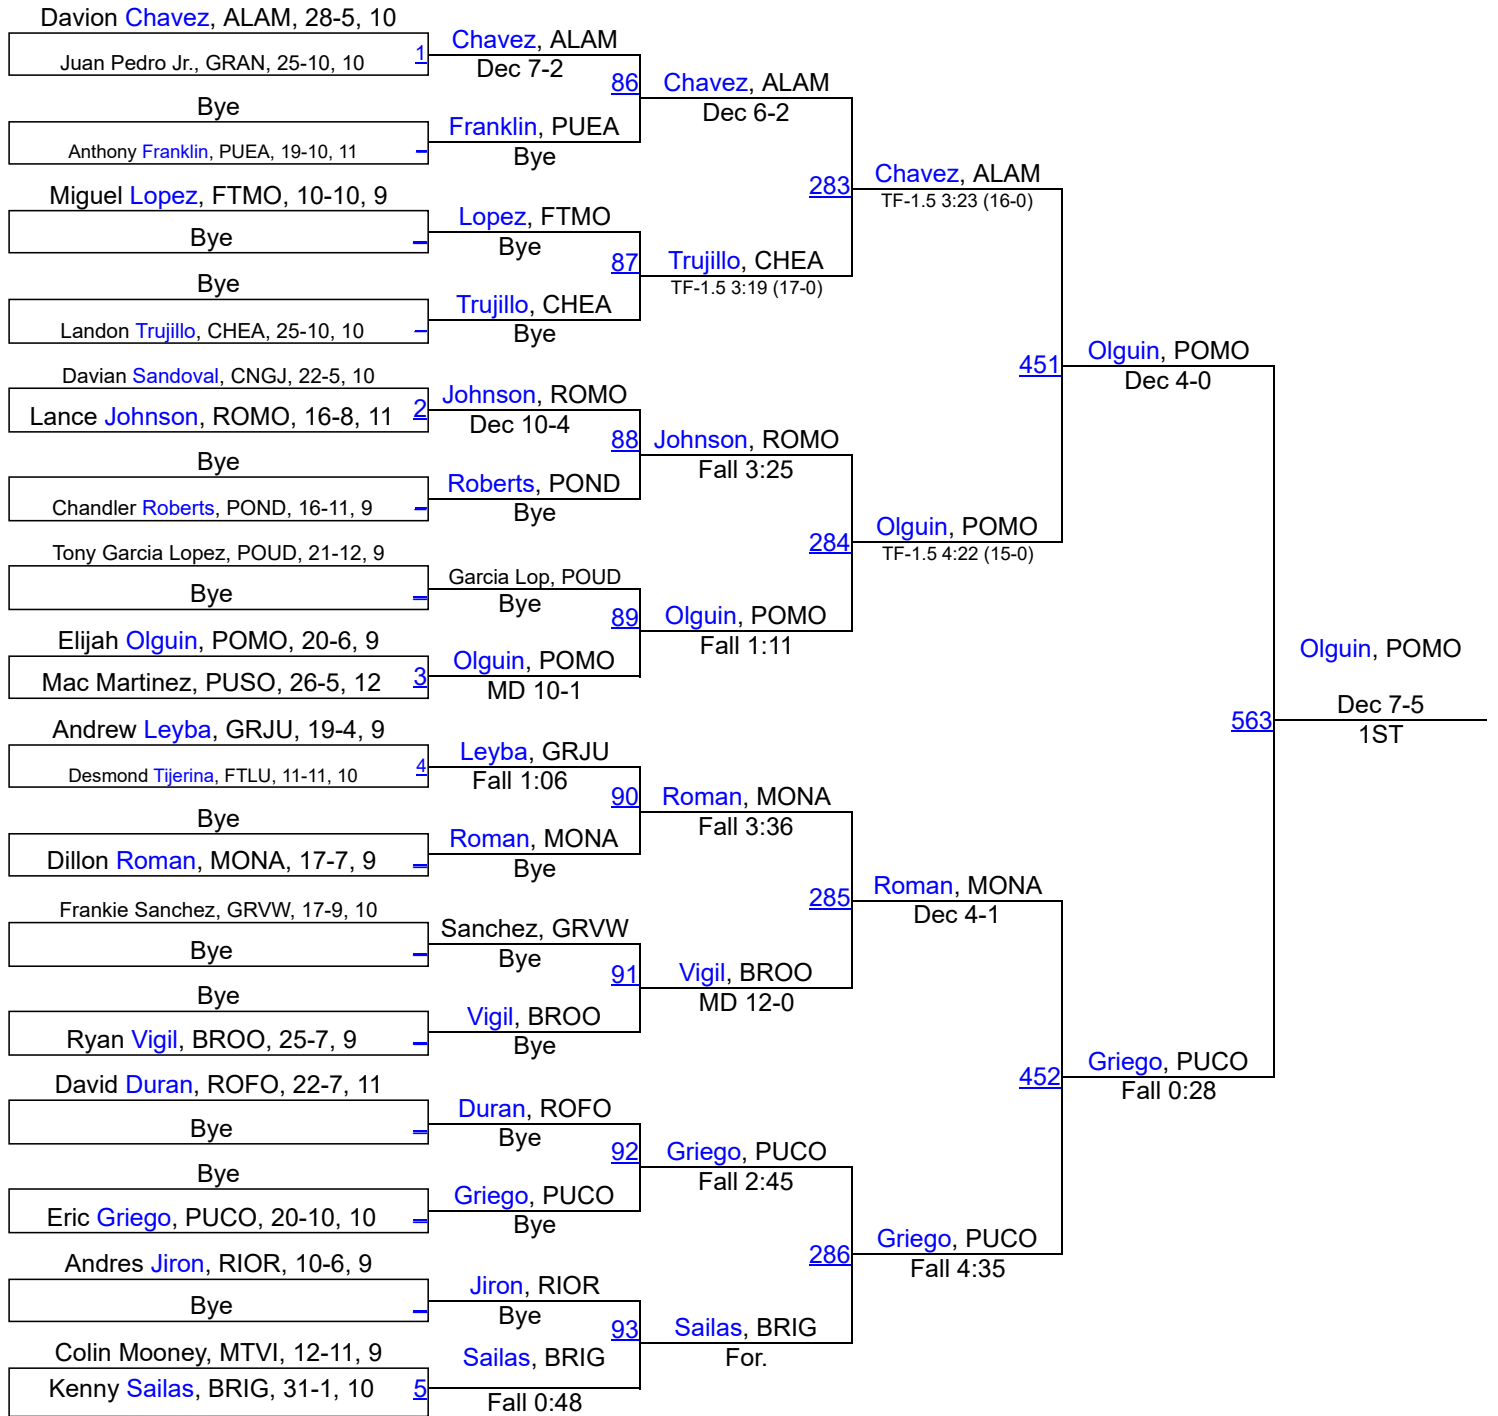 Davion Chavez, ALAM, 28-5, 10
Juan Pedro Jr., GRAN, 25-10, 10
1
Bye
Anthony Franklin, PUEA, 19-10, 11
Miguel Lopez, FTMO, 10-10, 9
Bye
Bye
Landon Trujillo, CHEA, 25-10, 10
Davian Sandoval, CNGJ, 22-5, 10
Lance Johnson, ROMO, 16-8, 11
2
Bye
Chandler Roberts, POND, 16-11, 9
Tony Garcia Lopez, POUD, 21-12, 9
Bye
Elijah Olguin, POMO, 20-6, 9
Mac Martinez, PUSO, 26-5, 12
3
Andrew Leyba, GRJU, 19-4, 9
Desmond Tijerina, FTLU, 11-11, 10
4
Bye
Dillon Roman, MONA, 17-7, 9
Frankie Sanchez, GRVW, 17-9, 10
Bye
Bye
Ryan Vigil, BROO, 25-7, 9
David Duran, ROFO, 22-7, 11
Bye
Bye
Eric Griego, PUCO, 20-10, 10
Andres Jiron, RIOR, 10-6, 9
Bye
Colin Mooney, MTVI, 12-11, 9
Kenny Sailas, BRIG, 31-1, 10
5
Chavez, ALAM
Dec 7-2
86
Franklin, PUEA
Bye
Lopez, FTMO
Bye
87
Trujillo, CHEA
Bye
Johnson, ROMO
Dec 10-4
88
Roberts, POND
Bye
Garcia Lop, POUD
Bye
89
Olguin, POMO
MD 10-1
Leyba, GRJU
Fall 1:06
90
Roman, MONA
Bye
Sanchez, GRVW
Bye
91
Vigil, BROO
Bye
Duran, ROFO
Bye
92
Griego, PUCO
Bye
Jiron, RIOR
Bye
93
Sailas, BRIG
Fall 0:48
Chavez, ALAM
Dec 6-2
283
Trujillo, CHEA
TF-1.5 3:19 (17-0)
Johnson, ROMO
Fall 3:25
284
Olguin, POMO
Fall 1:11
Roman, MONA
Fall 3:36
285
Vigil, BROO
MD 12-0
Griego, PUCO
Fall 2:45
286
Sailas, BRIG
For.
Chavez, ALAM
TF-1.5 3:23 (16-0)
451
Olguin, POMO
TF-1.5 4:22 (15-0)
Roman, MONA
Dec 4-1
452
Griego, PUCO
Fall 4:35
Olguin, POMO
Dec 4-0
563
Griego, PUCO
Fall 0:28
Olguin, POMO
Dec 7-5
1ST